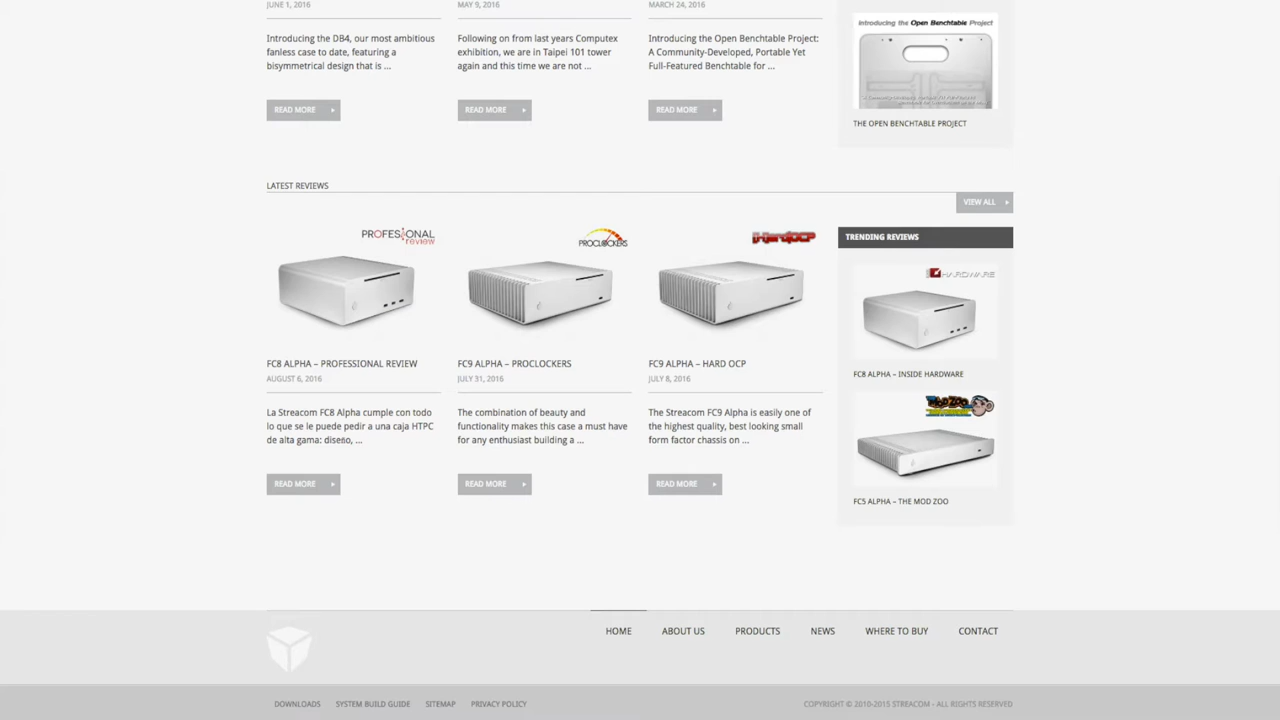 JUNE 1, 2016
MAY 9, 2016
MARCH 24, 2016
Introducing the DB4, our most ambitious
fanless case to date, featuring a
bisymmetrical design that is ...
Following on from last years Computex
exhibition, we are in Taipei 101 tower
again and this time we are not ...
Introducing the Open Benchtable Project:
A Community-Developed, Portable Yet
Full-Featured Benchtable for ...
READ MORE
READ MORE
READ MORE
Introducing the Open Benchtable Project
THE OPEN BENCHTABLE PROJECT
LATEST REVIEWS
VIEW ALL
PROFESIONAL
review
PROCLOCKERS
[H]ard|OCP
FC8 ALPHA – PROFESSIONAL REVIEW
AUGUST 6, 2016
FC9 ALPHA – PROCLOCKERS
JULY 31, 2016
FC9 ALPHA – HARD OCP
JULY 8, 2016
La Streacom FC8 Alpha cumple con todo
lo que se le puede pedir a una caja HTPC
de alta gama: diseño, ...
The combination of beauty and
functionality makes this case a must have
for any enthusiast building a ...
The Streacom FC9 Alpha is easily one of
the highest quality, best looking small
form factor chassis on ...
READ MORE
READ MORE
READ MORE
TRENDING REVIEWS
HARDWARE
FC8 ALPHA – INSIDE HARDWARE
MOD ZOO
FC5 ALPHA – THE MOD ZOO
HOME
ABOUT US
PRODUCTS
NEWS
WHERE TO BUY
CONTACT
DOWNLOADS
SYSTEM BUILD GUIDE
SITEMAP
PRIVACY POLICY
COPYRIGHT © 2010-2015 STREACOM - ALL RIGHTS RESERVED